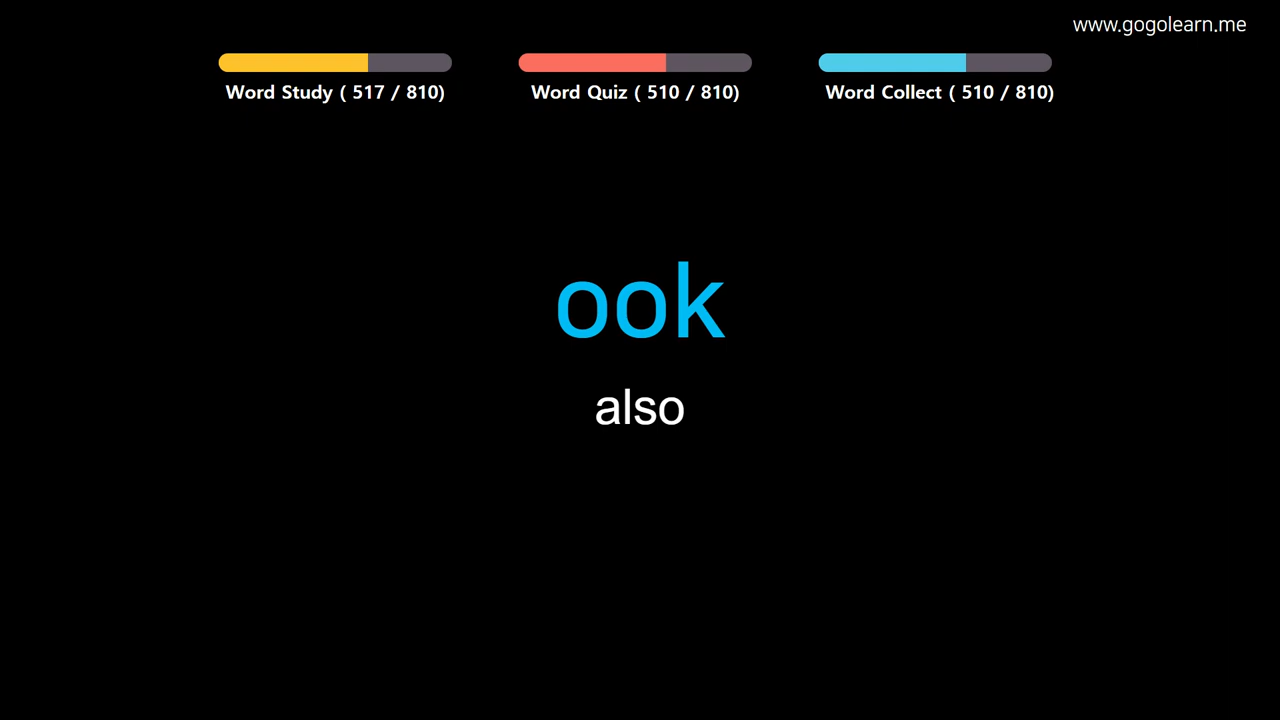 www.gogolearn.me
Word Study ( 517 / 810)
Word Quiz ( 510 / 810)
Word Collect ( 510 / 810)
ook
also